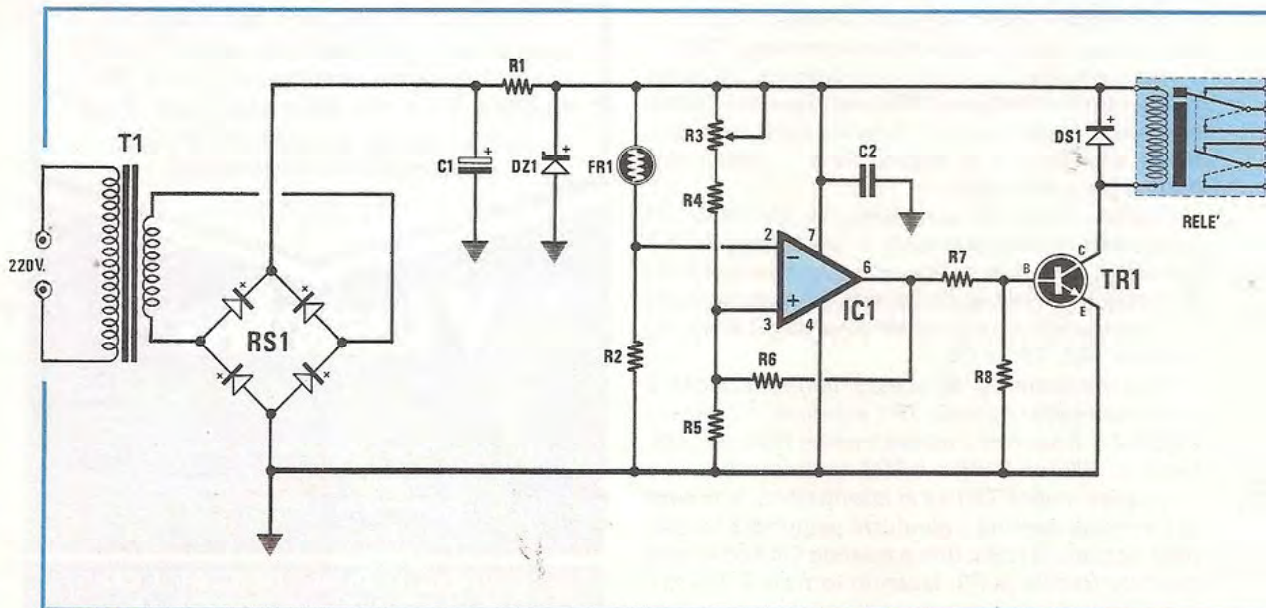 T1
220V.
RS1
C1
+
R1
DZ1
+
FR1
R2
R3
R4
R5
R6
2
−
3
+
7
4
6
IC1
C2
R7
R8
B
C
E
TR1
DS1
+
RELE'